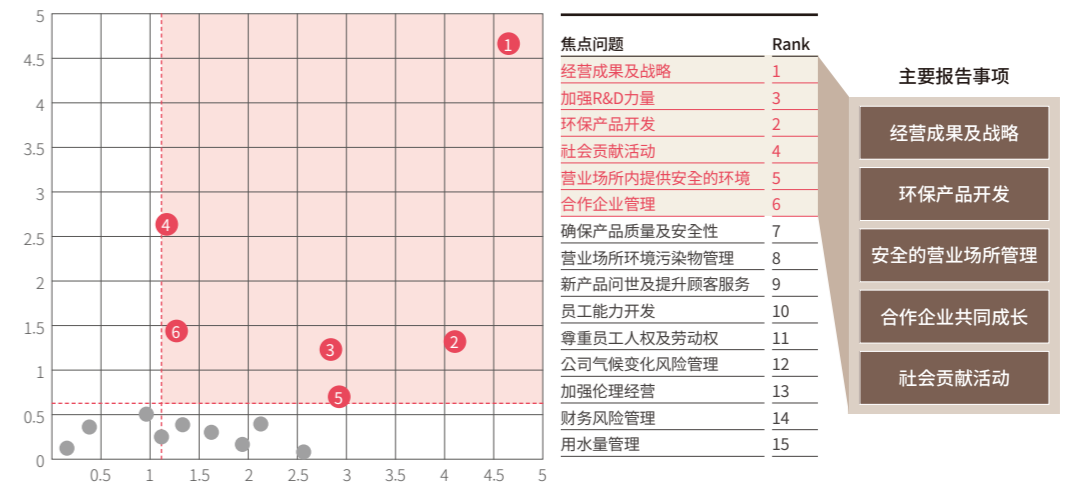 5
4.5
4
3.5
3
2.5
2
1.5
1
0.5
0
0.5 1 1.5 2 2.5 3 3.5 4 4.5 5
1
4
6
3
2
5
焦点问题 Rank
经营成果及战略 1
加强R&D力量 3
环保产品开发 2
社会贡献活动 4
营业场所内提供安全的环境 5
合作企业管理 6
确保产品质量及安全性 7
营业场所环境污染物管理 8
新产品问世及提升顾客服务 9
员工能力开发 10
尊重员工人权及劳动权 11
公司气候变化风险管理 12
加强伦理经营 13
财务风险管理 14
用水量管理 15
主要报告事项
经营成果及战略
环保产品开发
安全的营业场所管理
合作企业共同成长
社会贡献活动